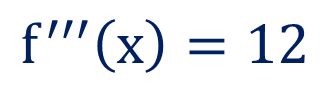 f′′′(x) = 12